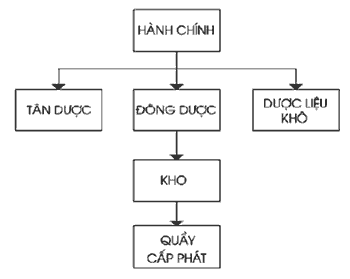 HÀNH CHÍNH
TÂN DƯỢC
ĐÔNG DƯỢC
DƯỢC LIỆU
KHÔ
KHO
QUẦY
CẤP PHÁT